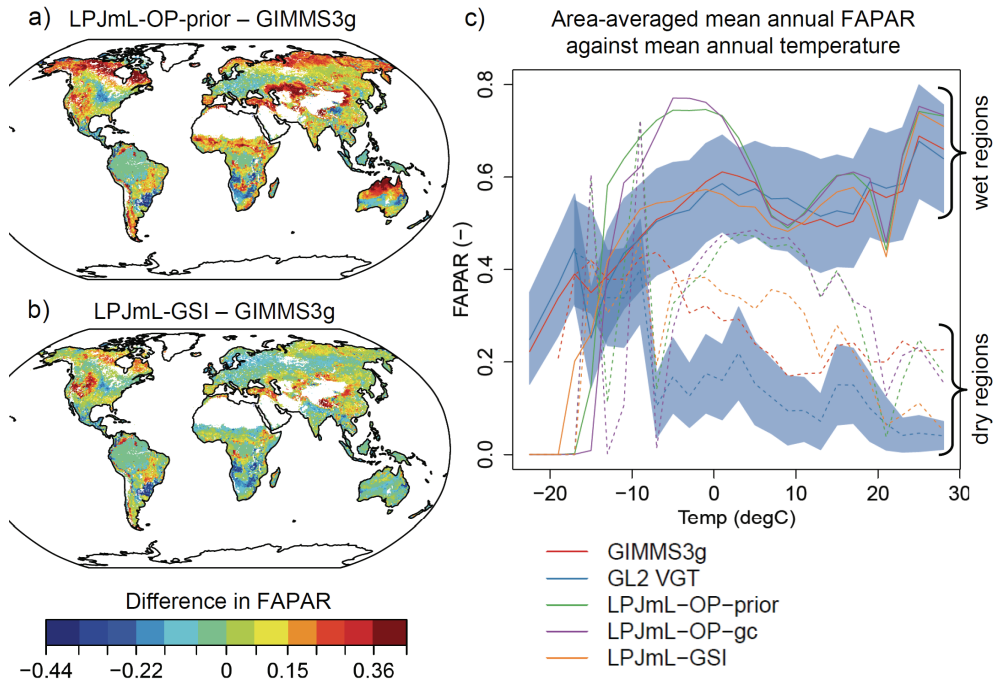 a) LPJmL-OP-prior – GIMMS3g
b) LPJmL-GSI – GIMMS3g
Difference in FAPAR
−0.44 −0.22 0 0.15 0.36
c) Area-averaged mean annual FAPAR
against mean annual temperature
FAPAR (−)
0.8
0.6
0.4
0.2
0.0
wet regions
dry regions
−20 −10 0 10 20 30
Temp (degC)
GIMMS3g
GL2 VGT
LPJmL−OP−prior
LPJmL−OP−gc
LPJmL−GSI